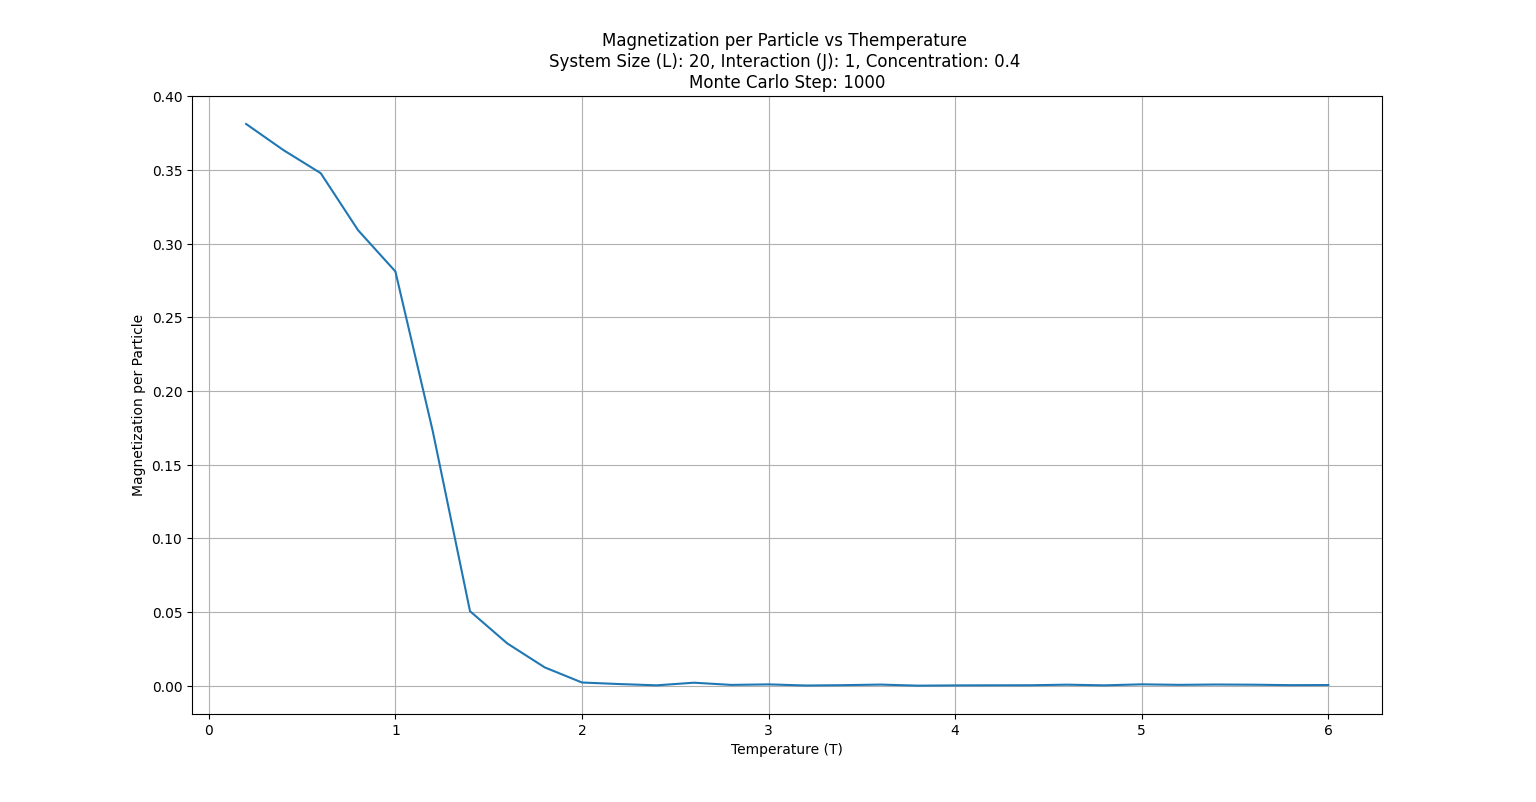 Magnetization per Particle vs Themperature
System Size (L): 20, Interaction (J): 1, Concentration: 0.4
Monte Carlo Step: 1000
0.40
0.35
0.30
0.25
0.20
0.15
0.10
0.05
0.00
Magnetization per Particle
0 1 2 3 4 5 6
Temperature (T)